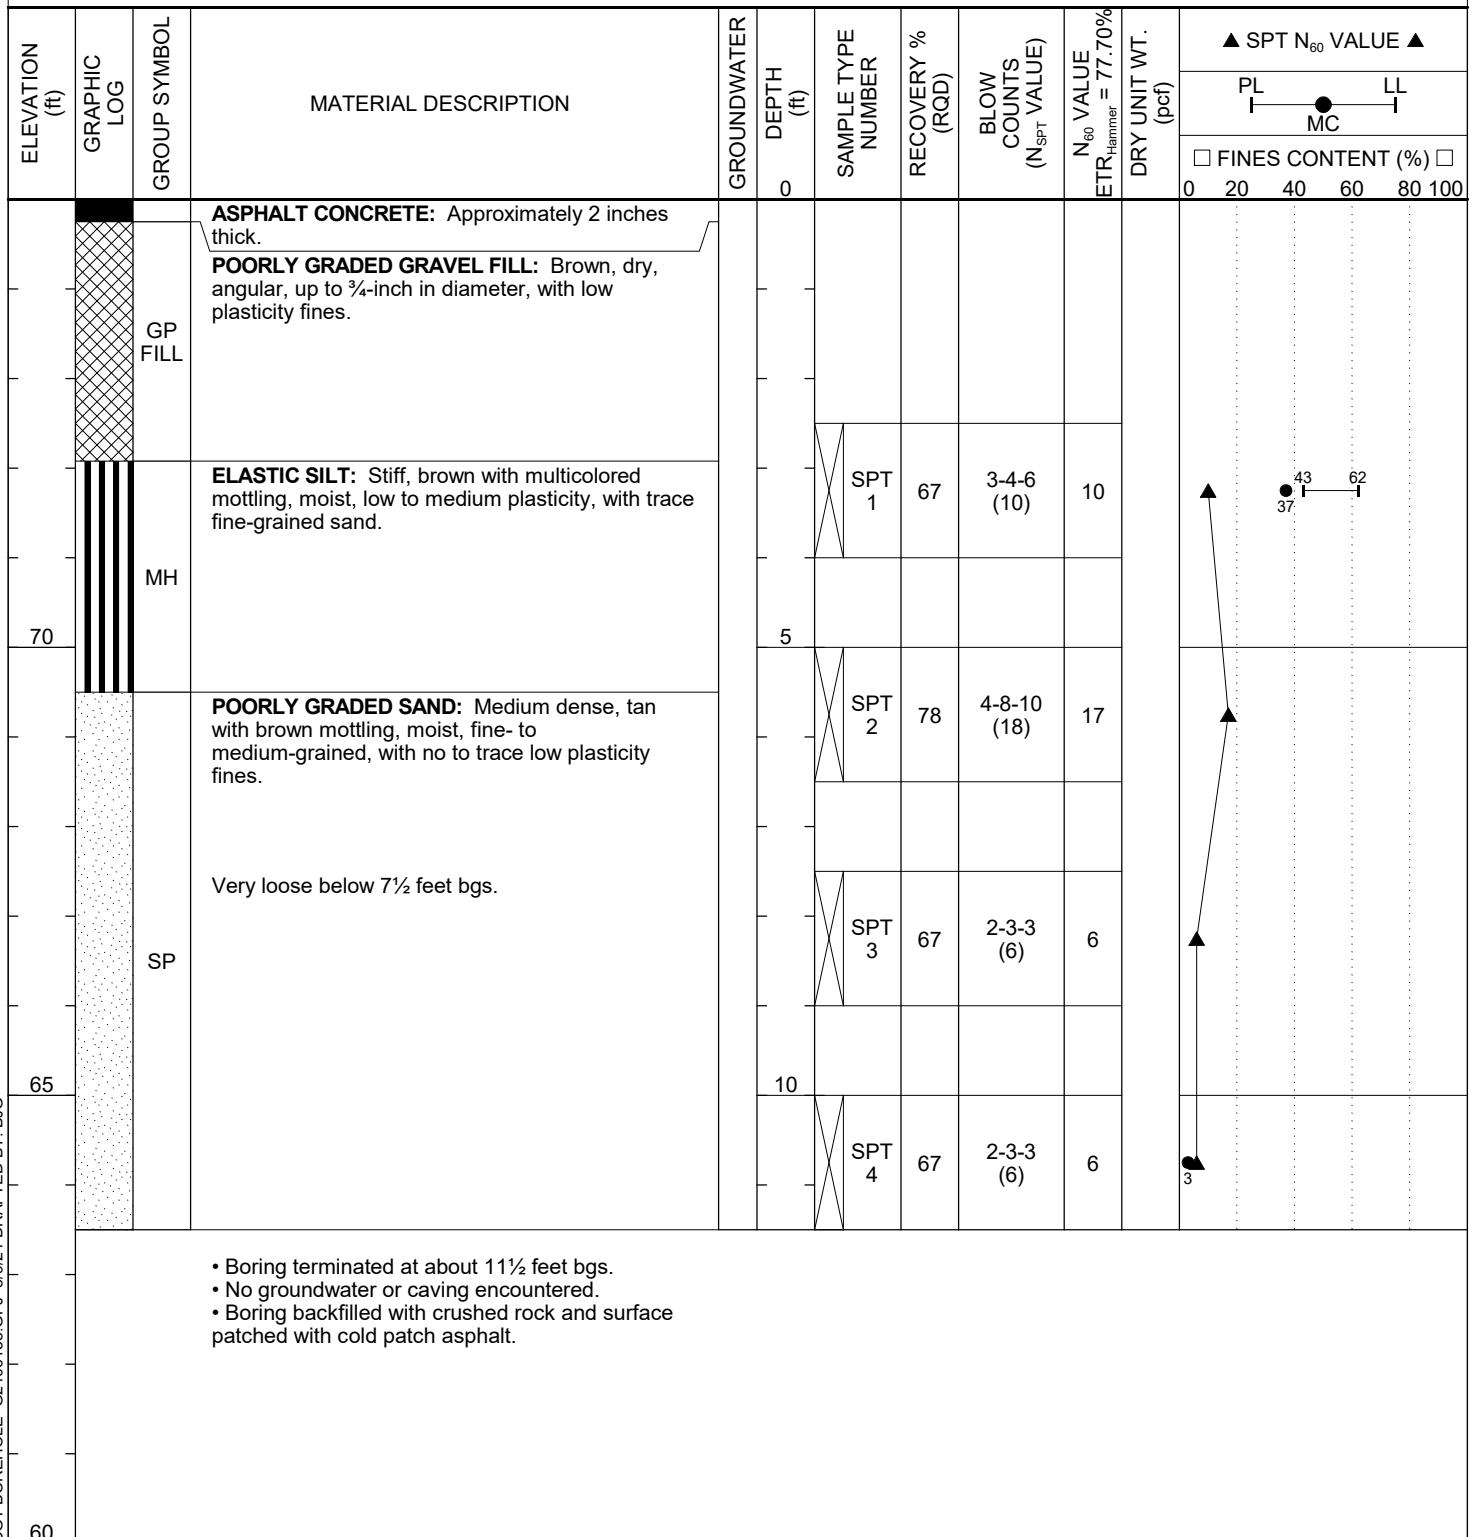 ELEVATION
(ft)
GRAPHIC
LOG
GROUP SYMBOL
MATERIAL DESCRIPTION
GROUNDWATER
DEPTH
(ft)
0
SAMPLE TYPE
NUMBER
RECOVERY %
(RQD)
BLOW
COUNTS
(NSPT VALUE)
N60 VALUE
ETRHammer = 77.70%
DRY UNIT WT.
(pcf)
▲ SPT N60 VALUE ▲
PL LL
MC
□ FINES CONTENT (%) □
0 20 40 60 80 100
ASPHALT CONCRETE: Approximately 2 inches
thick.
GP
FILL
POORLY GRADED GRAVEL FILL: Brown, dry,
angular, up to ¾-inch in diameter, with low
plasticity fines.
MH
ELASTIC SILT: Stiff, brown with multicolored
mottling, moist, low to medium plasticity, with trace
fine-grained sand.
SPT
1
67
3-4-6
(10)
10
43 62
37
70
5
SP
POORLY GRADED SAND: Medium dense, tan
with brown mottling, moist, fine- to
medium-grained, with no to trace low plasticity
fines.
SPT
2
78
4-8-10
(18)
17
Very loose below 7½ feet bgs.
SPT
3
67
2-3-3
(6)
6
65
10
SPT
4
67
2-3-3
(6)
6
3
• Boring terminated at about 11½ feet bgs.
• No groundwater or caving encountered.
• Boring backfilled with crushed rock and surface
patched with cold patch asphalt.
60